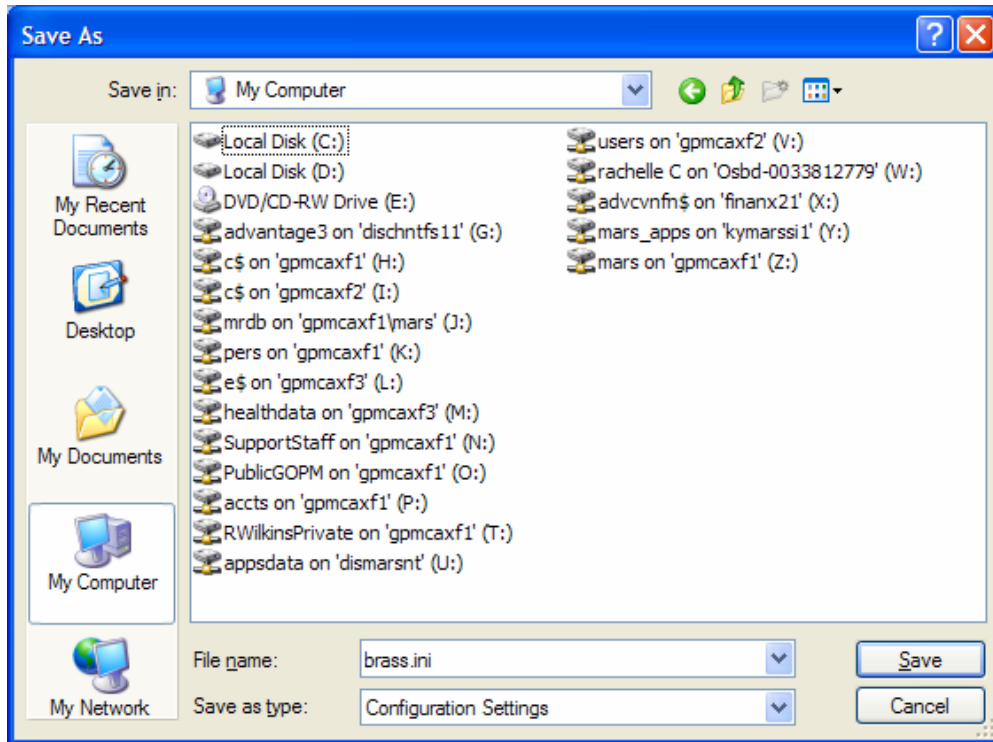 Save As
Save in:
My Computer
My Recent
Documents
Desktop
My Documents
My Computer
My Network
Local Disk (C:)
Local Disk (D:)
DVD/CD-RW Drive (E:)
advantage3 on 'dischntfs11' (G:)
c$ on 'gpmcaxf1' (H:)
c$ on 'gpmcaxf2' (I:)
mrdb on 'gpmcaxf1\mars' (J:)
pers on 'gpmcaxf1' (K:)
e$ on 'gpmcaxf3' (L:)
healthdata on 'gpmcaxf3' (M:)
SupportStaff on 'gpmcaxf1' (N:)
PublicGOPM on 'gpmcaxf1' (O:)
accts on 'gpmcaxf1' (P:)
RWilkinsPrivate on 'gpmcaxf1' (T:)
appsdata on 'dismarsnt' (U:)
users on 'gpmcaxf2' (V:)
rachelle C on 'Osbd-0033812779' (W:)
advcvnfn$ on 'finanx21' (X:)
mars_apps on 'kymarssi1' (Y:)
mars on 'gpmcaxf1' (Z:)
File name:
brass.ini
Save
Save as type:
Configuration Settings
Cancel